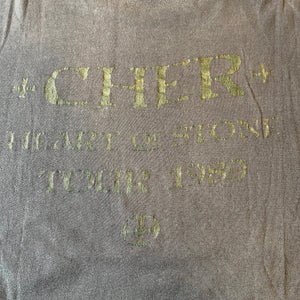 +CHER+
HEART OF STONE
TOUR 1989